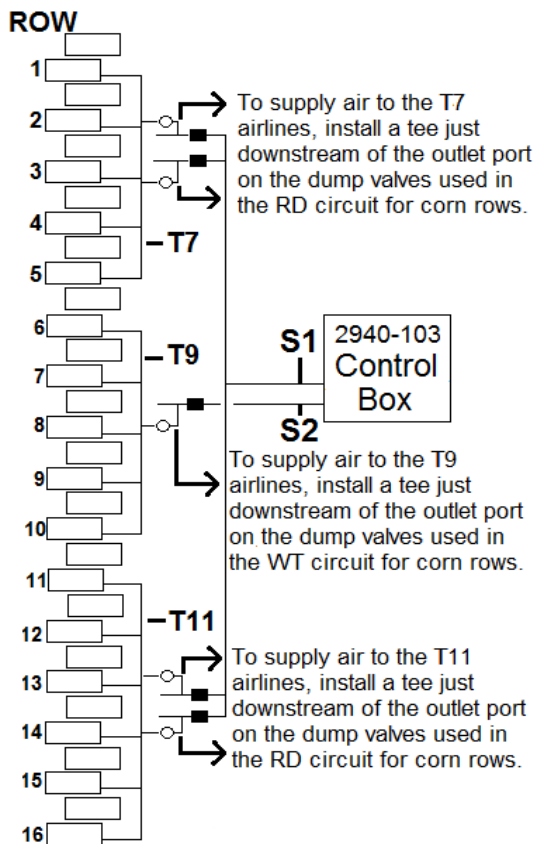 ROW
1
2
3
4
5
6
7
8
9
10
11
12
13
14
15
16
To supply air to the T7
airlines, install a tee just
downstream of the outlet port
on the dump valves used in
the RD circuit for corn rows.
T7
T9
S1
S2
2940-103
Control
Box
To supply air to the T9
airlines, install a tee just
downstream of the outlet port
on the dump valves used in
the WT circuit for corn rows.
T11
To supply air to the T11
airlines, install a tee just
downstream of the outlet port
on the dump valves used in
the RD circuit for corn rows.